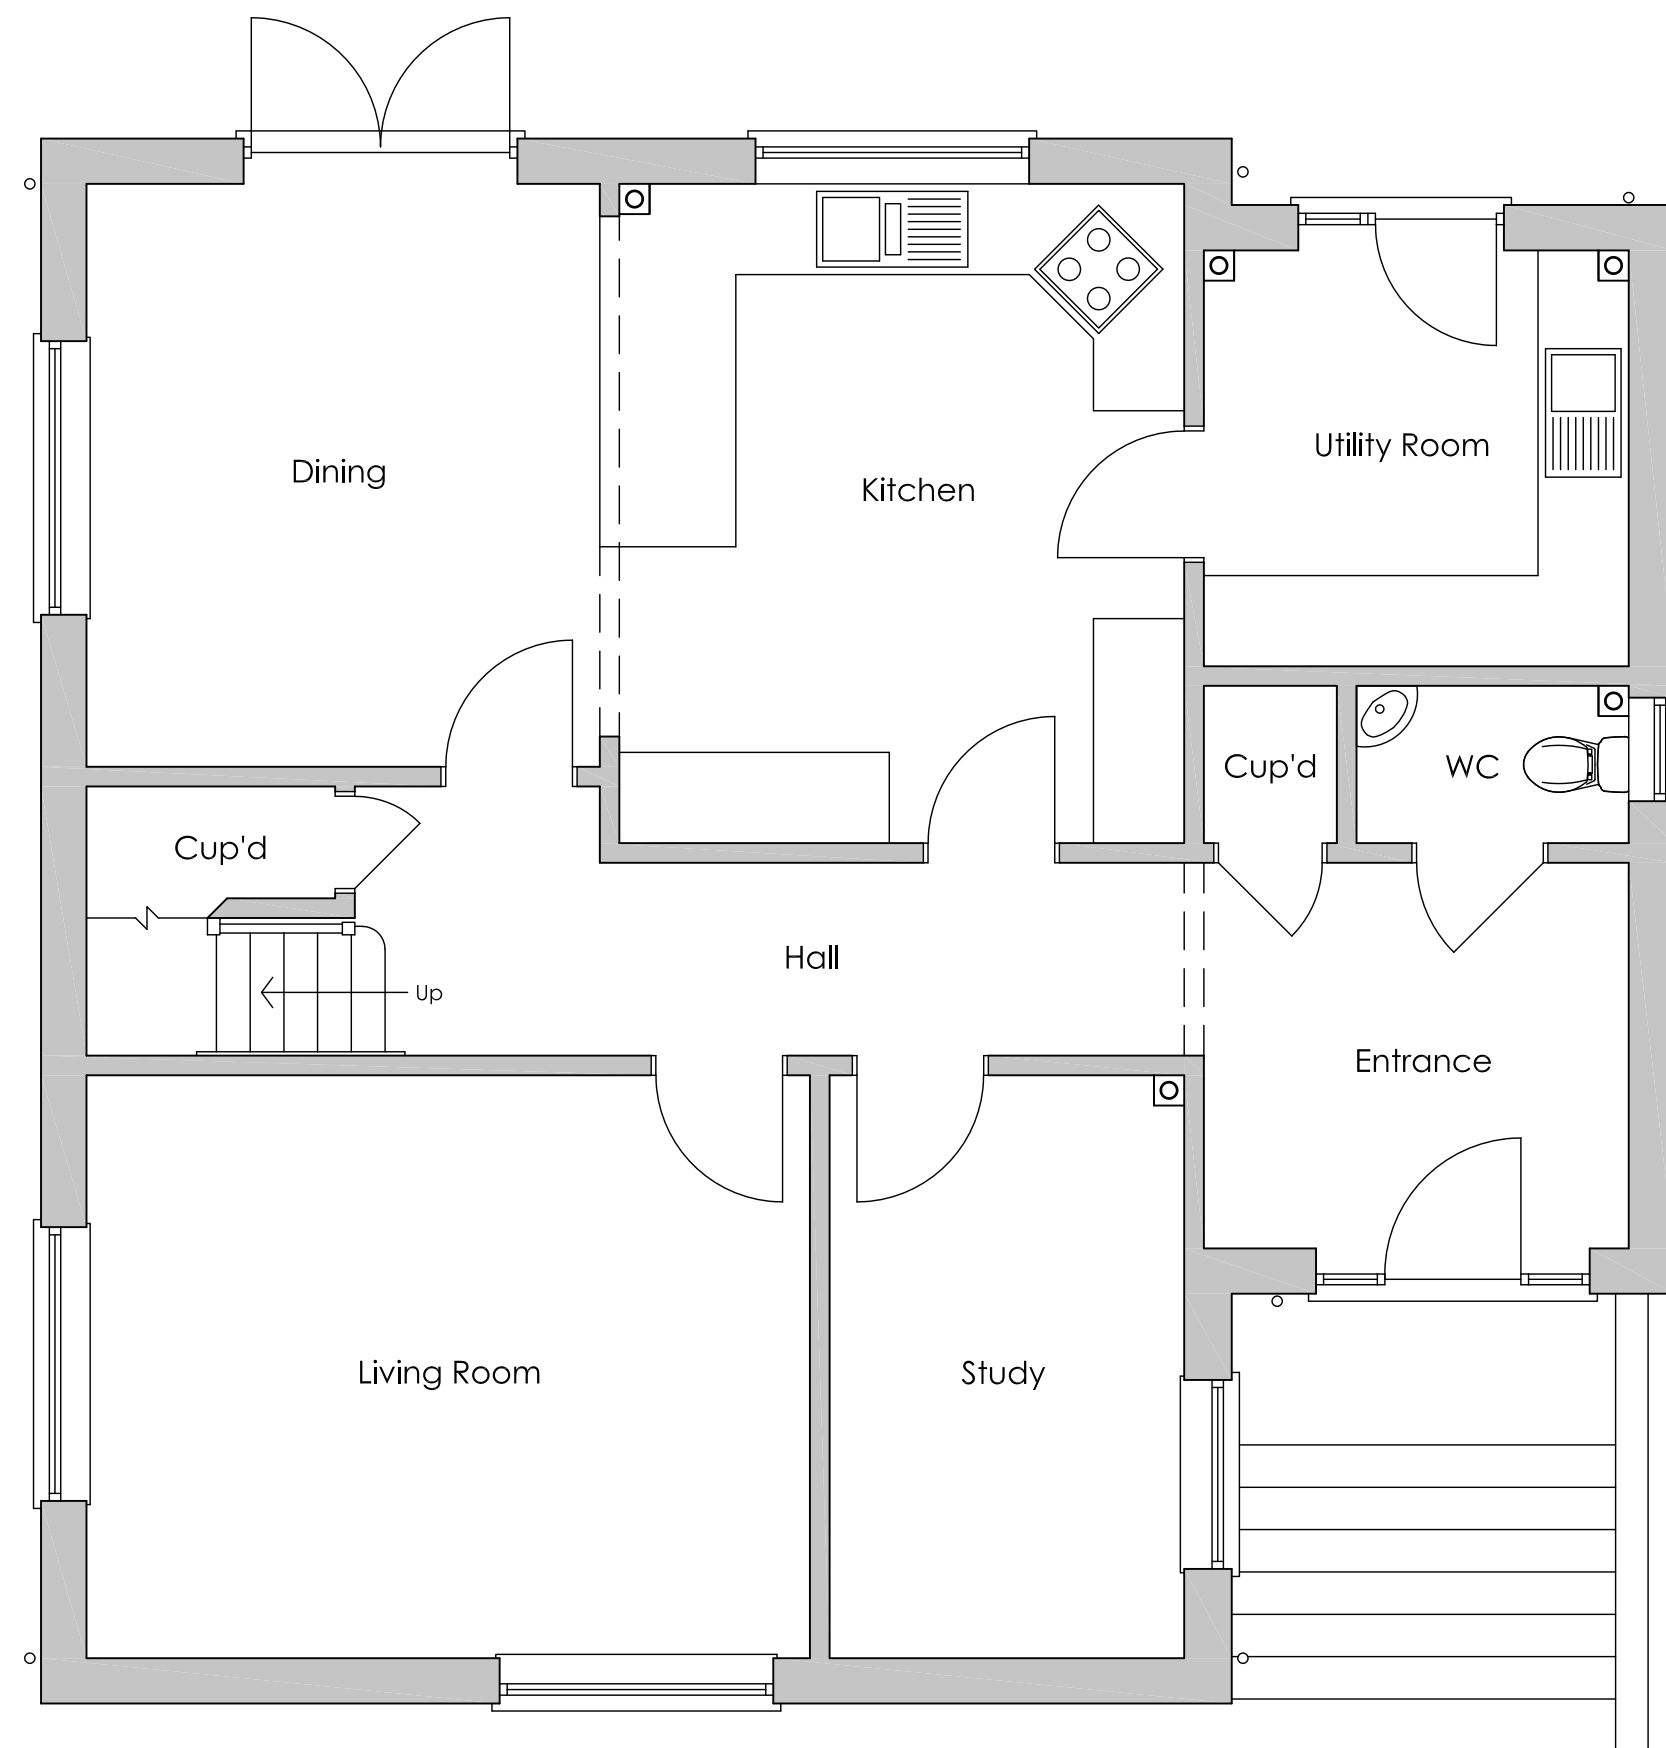 Utility Room
Dining
Kitchen
Cup'd
WC
Cup'd
Hall
Up
Entrance
Living Room
Study